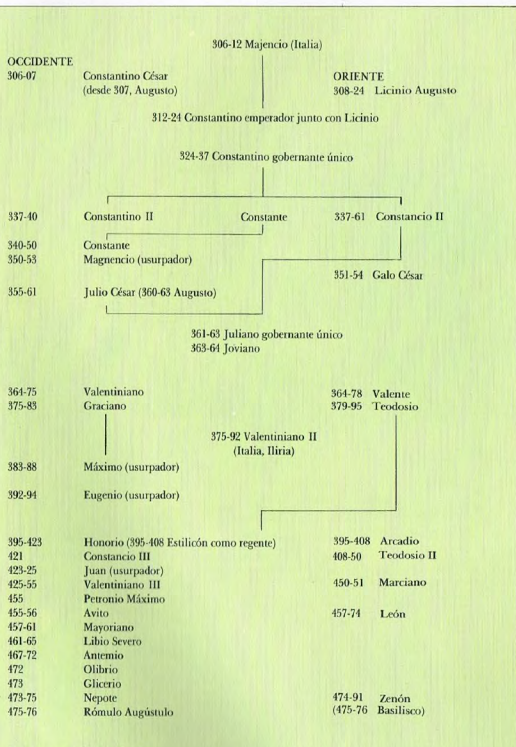 306-12 Majencio (Italia)
OCCIDENTE
306-07 Constantino César
(desde 307, Augusto)
ORIENTE
308-24 Licinio Augusto
312-24 Constantino emperador junto con Licinio
324-37 Constantino gobernante único
337-40 Constantino II Constante 337-61 Constancio II
340-50 Constante
350-53 Magnencio (usurpador)
351-54 Galo César
355-61 Julio César (360-63 Augusto)
361-63 Juliano gobernante único
363-64 Joviano
364-75 Valentiniano 364-78 Valente
375-83 Graciano 379-95 Teodosio
375-92 Valentiniano II
(Italia, Iliria)
383-88 Máximo (usurpador)
392-94 Eugenio (usurpador)
395-423 Honorio (395-408 Estilicón como regente) 395-408 Arcadio
421 Constancio III 408-50 Teodosio II
423-25 Juan (usurpador)
425-55 Valentiniano III 450-51 Marciano
455 Petronio Máximo
455-56 Avito 457-74 León
457-61 Mayoriano
461-65 Libio Severo
467-72 Antemio
472 Olibrio
473 Glicerio
473-75 Nepote 474-91 Zenón
475-76 Rómulo Augústulo (475-76 Basilisco)